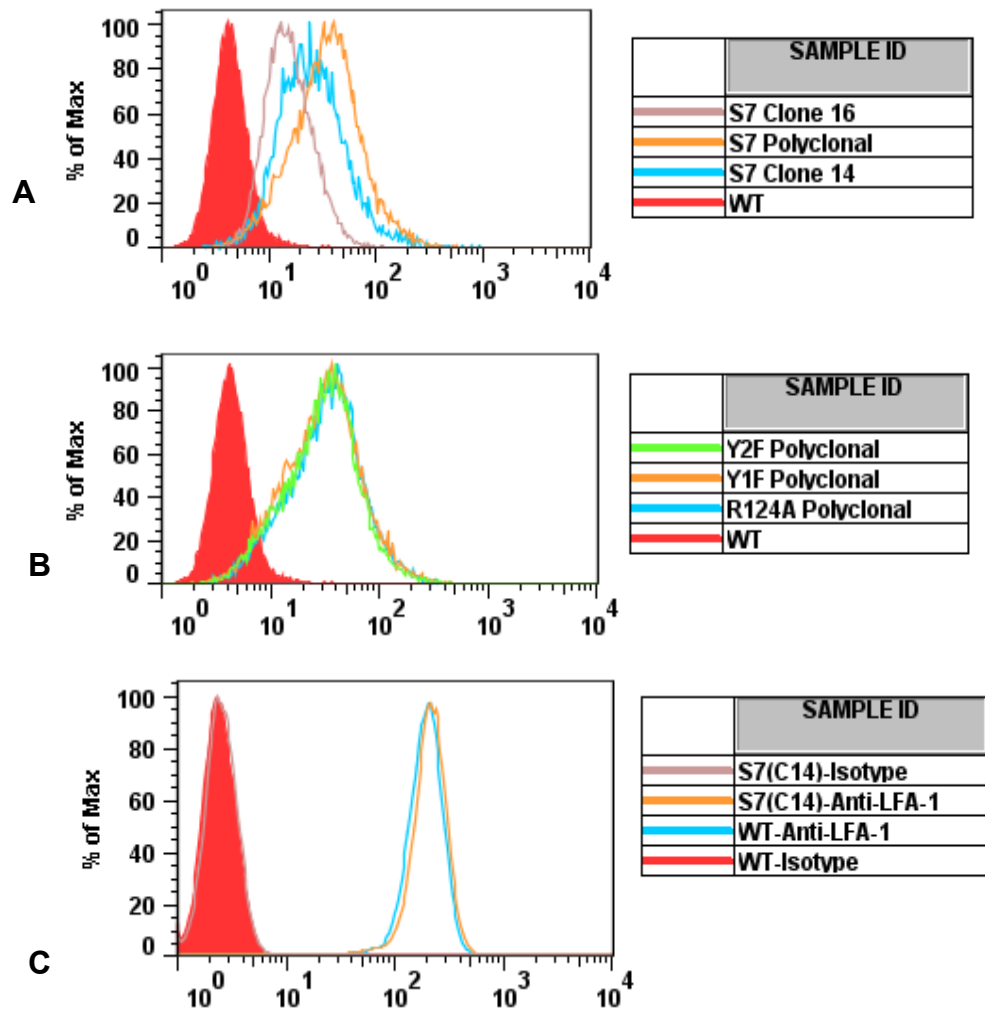 A
% of Max
100
80
60
40
20
0
10^0 10^1 10^2 10^3 10^4
SAMPLE ID
S7 Clone 16
S7 Polyclonal
S7 Clone 14
WT
B
% of Max
100
80
60
40
20
0
10^0 10^1 10^2 10^3 10^4
SAMPLE ID
Y2F Polyclonal
Y1F Polyclonal
R124A Polyclonal
WT
C
% of Max
100
80
60
40
20
0
10^0 10^1 10^2 10^3 10^4
SAMPLE ID
S7(C14)-Isotype
S7(C14)-Anti-LFA-1
WT-Anti-LFA-1
WT-Isotype